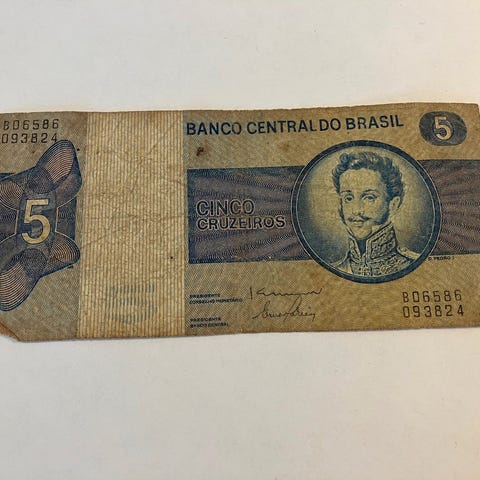 B06586
093824
BANCO CENTRAL DO BRASIL
5
5
CINCO
CRUZEIROS
D. PEDRO I
PRESIDENTE
CONSELHO MONETÁRIO
PRESIDENTE
BANCO CENTRAL
B06586
093824